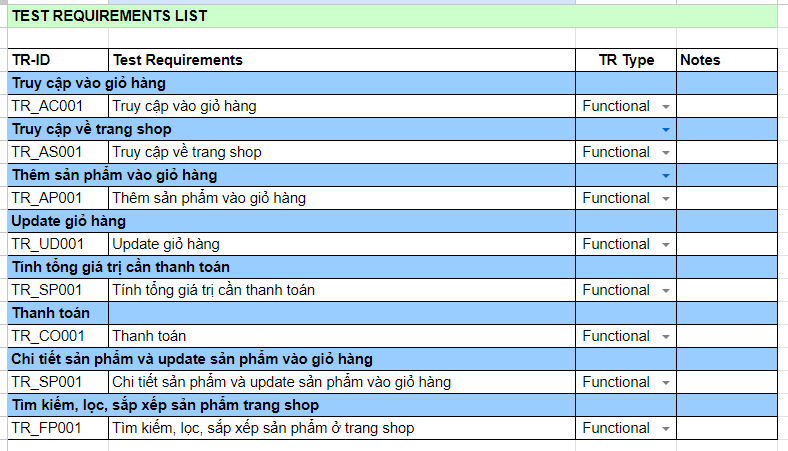 TEST REQUIREMENTS LIST
TR-ID Test Requirements TR Type Notes
Truy cập vào giỏ hàng
TR_AC001 Truy cập vào giỏ hàng Functional
Truy cập về trang shop
TR_AS001 Truy cập về trang shop Functional
Thêm sản phẩm vào giỏ hàng
TR_AP001 Thêm sản phẩm vào giỏ hàng Functional
Update giỏ hàng
TR_UD001 Update giỏ hàng Functional
Tính tổng giá trị cần thanh toán
TR_SP001 Tính tổng giá trị cần thanh toán Functional
Thanh toán
TR_CO001 Thanh toán Functional
Chi tiết sản phẩm và update sản phẩm vào giỏ hàng
TR_SP001 Chi tiết sản phẩm và update sản phẩm vào giỏ hàng Functional
Tìm kiếm, lọc, sắp xếp sản phẩm trang shop
TR_FP001 Tìm kiếm, lọc, sắp xếp sản phẩm ở trang shop Functional